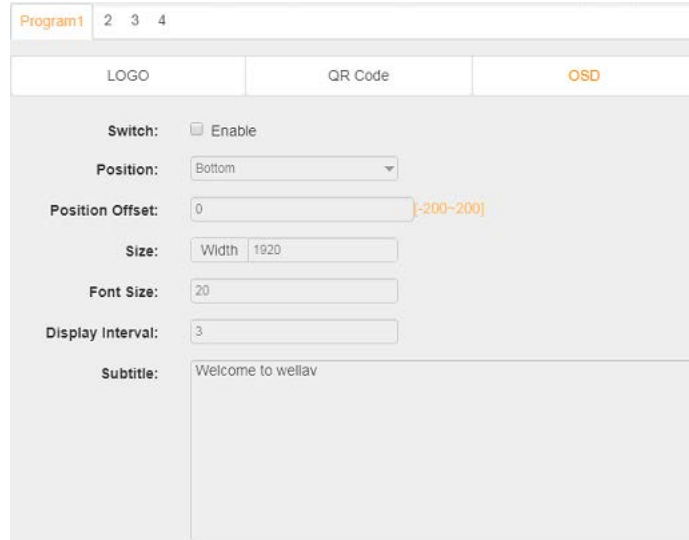 Program1 2 3 4
LOGO QR Code OSD
Switch: Enable
Position: Bottom
Position Offset: 0 [-200~200]
Size: Width 1920
Font Size: 20
Display Interval: 3
Subtitle: Welcome to wellav